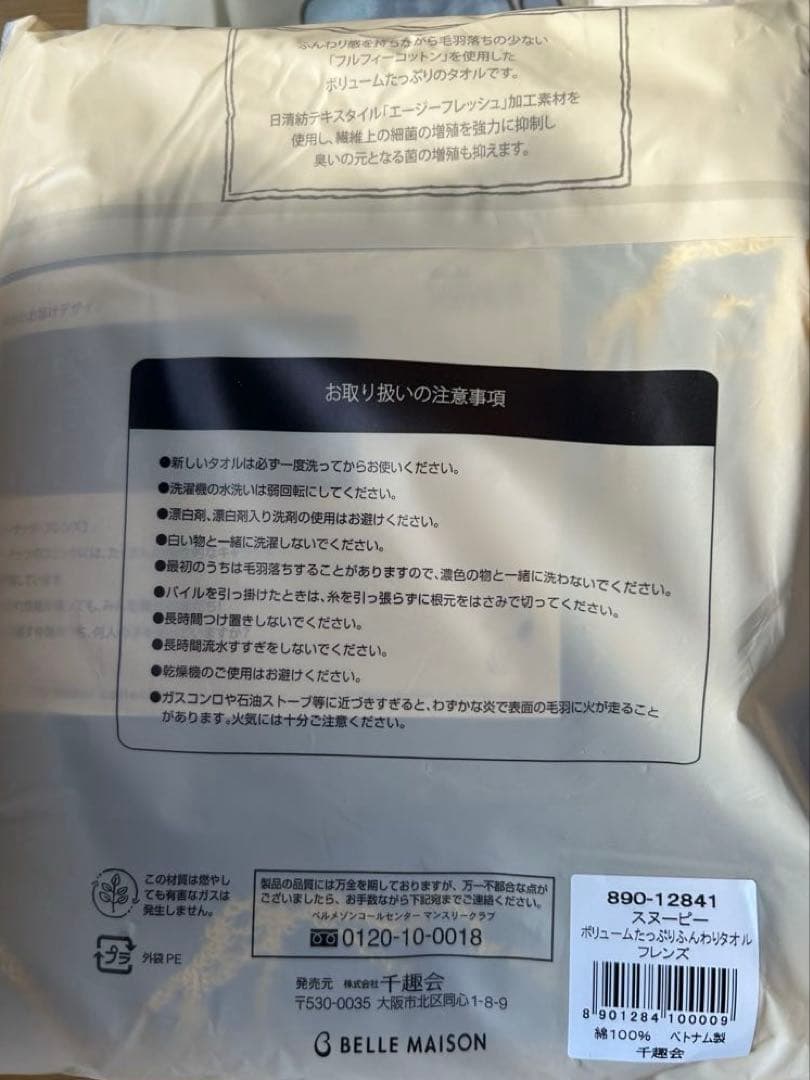 ふんわり感を持ちながら毛羽落ちの少ない
「フルフィーコットン」を使用した
ボリュームたっぷりのタオルです。
日清紡テキスタイル「エージーフレッシュ」加工素材を
使用し、繊維上の細菌の増殖を強力に抑制し
臭いの元となる菌の増殖も抑えます。
お取り扱いの注意事項
●新しいタオルは必ず一度洗ってからお使いください。
●洗濯機の水洗いは弱回転にしてください。
●漂白剤、漂白剤入り洗剤の使用はお避けください。
●白い物と一緒に洗濯しないでください。
●最初のうちは毛羽落ちすることがありますので、濃色の物と一緒に洗わないでください。
●パイルを引っ掛けたときは、糸を引っ張らずに根元をはさみで切ってください。
●長時間つけ置きしないでください。
●長時間流水すすぎをしないでください。
●乾燥機のご使用はお避けください。
●ガスコンロや石油ストーブ等に近づきすぎると、わずかな炎で表面の毛羽に火が走ること
があります。火気には十分ご注意ください。
この材質は燃やし
ても有害なガスは
発生しません。
プラ 外袋PE
製品の品質には万全を期しておりますが、万一不都合な点が
ございましたら、お手数ながら下記宛までご連絡ください。
ベルメゾンコールセンター マンスリークラブ
0120-10-0018
発売元 株式会社千趣会
〒530-0035 大阪市北区同心1-8-9
BELLE MAISON
890-12841
スヌーピー
ボリュームたっぷりふんわりタオル
フレンズ
8 901284 100009
綿100% ベトナム製
千趣会